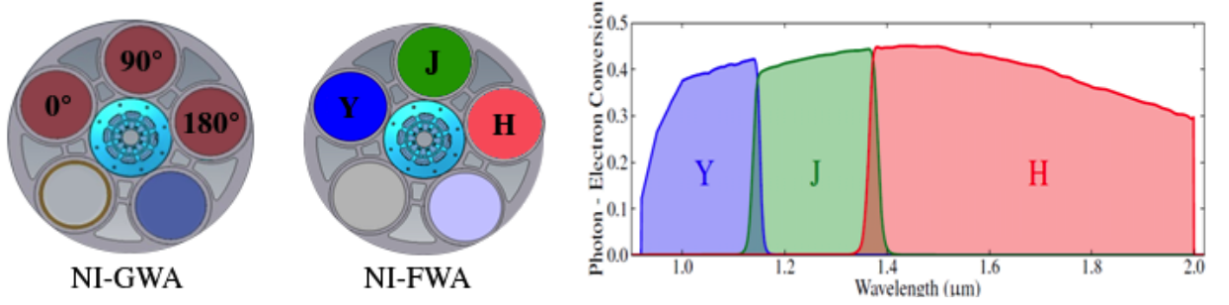 90°
0°
180°
NI-GWA
J
Y
H
NI-FWA
Photon - Electron Conversion
0.5
0.4
0.3
0.2
0.1
0.0
Y
J
H
1.0
1.2
1.4
1.6
1.8
2.0
Wavelength (μm)